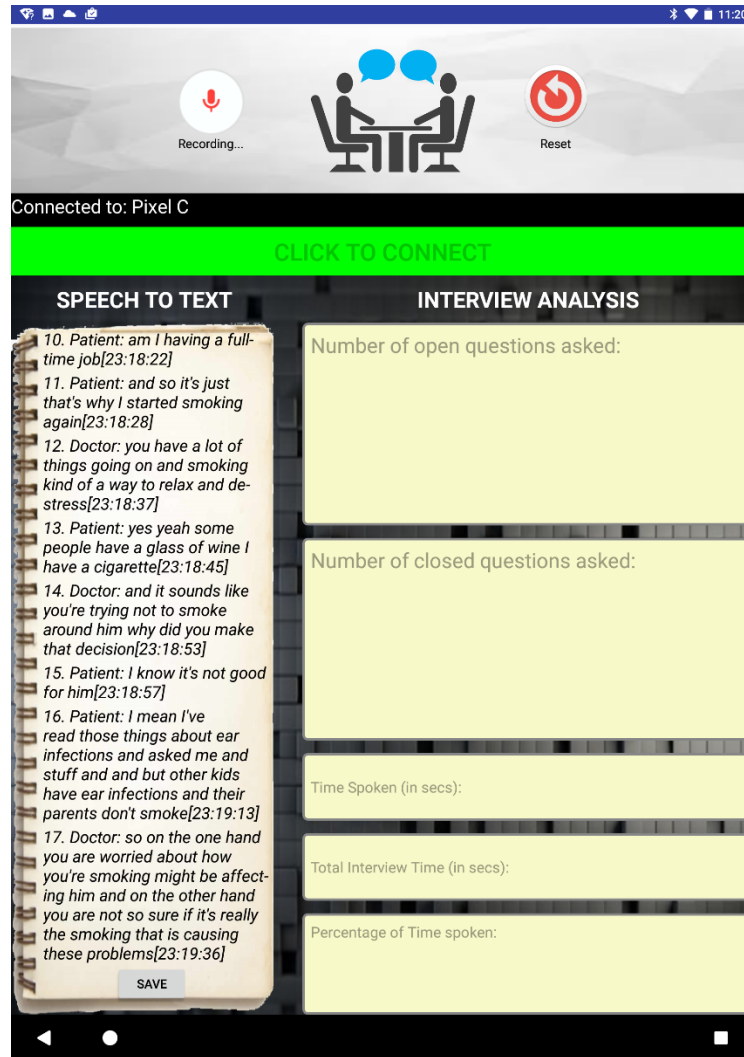 11:20
Recording...
Reset
Connected to: Pixel C
CLICK TO CONNECT
SPEECH TO TEXT
10. Patient: am I having a full-
time job[23:18:22]
11. Patient: and so it's just
that's why I started smoking
again[23:18:28]
12. Doctor: you have a lot of
things going on and smoking
kind of a way to relax and de-
stress[23:18:37]
13. Patient: yes yeah some
people have a glass of wine I
have a cigarette[23:18:45]
14. Doctor: and it sounds like
you're trying not to smoke
around him why did you make
that decision[23:18:53]
15. Patient: I know it's not good
for him[23:18:57]
16. Patient: I mean I've
read those things about ear
infections and asked me and
stuff and and but other kids
have ear infections and their
parents don't smoke[23:19:13]
17. Doctor: so on the one hand
you are worried about how
you're smoking might be affect-
ing him and on the other hand
you are not so sure if it's really
the smoking that is causing
these problems[23:19:36]
SAVE
INTERVIEW ANALYSIS
Number of open questions asked:
Number of closed questions asked:
Time Spoken (in secs):
Total Interview Time (in secs):
Percentage of Time spoken: